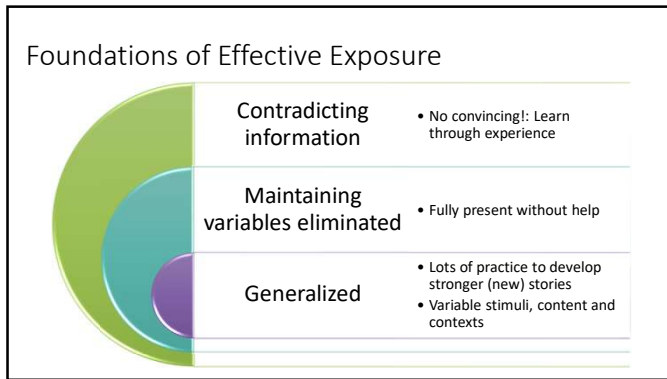 Foundations of Effective Exposure
Contradicting
information
• No convincing!: Learn
through experience
Maintaining
variables eliminated
• Fully present without help
Generalized
• Lots of practice to develop
stronger (new) stories
• Variable stimuli, content and
contexts